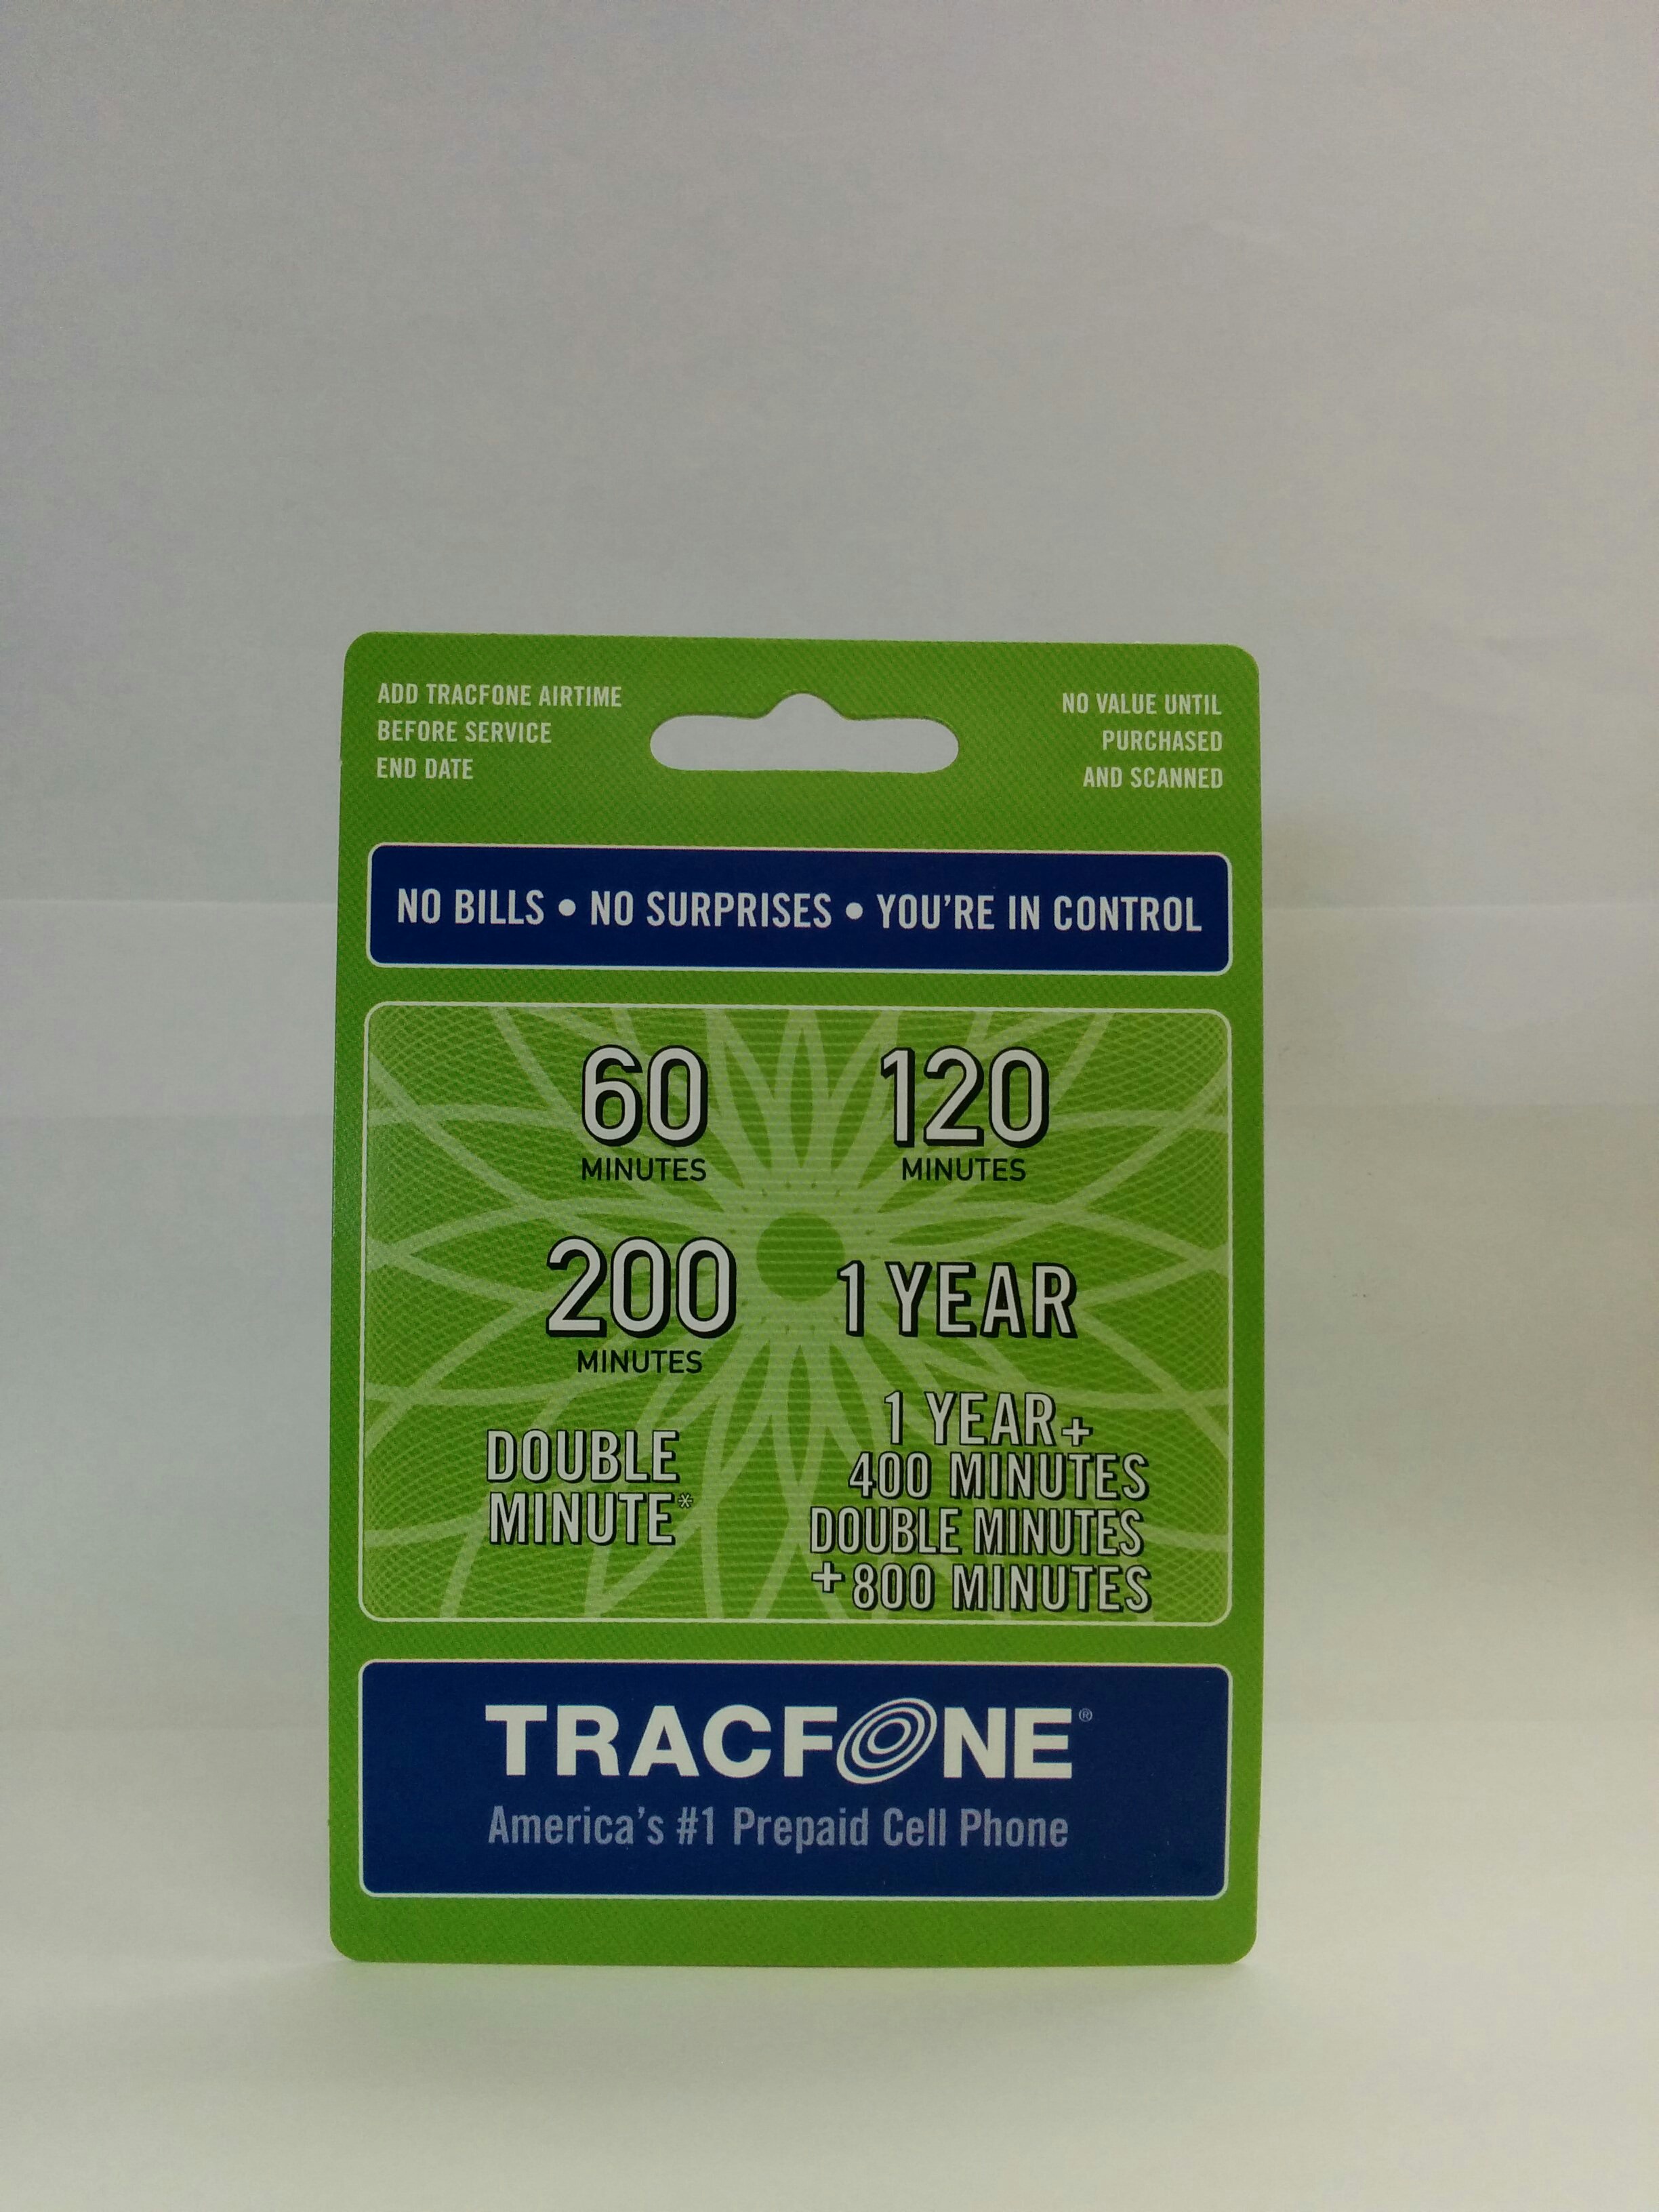 ADD TRACFONE AIRTIME
BEFORE SERVICE
END DATE
NO VALUE UNTIL
PURCHASED
AND SCANNED
NO BILLS • NO SURPRISES • YOU'RE IN CONTROL
60
MINUTES
120
MINUTES
200
MINUTES
1 YEAR
DOUBLE
MINUTE*
1 YEAR+
400 MINUTES
DOUBLE MINUTES
+800 MINUTES
TRACFONE®
America's #1 Prepaid Cell Phone